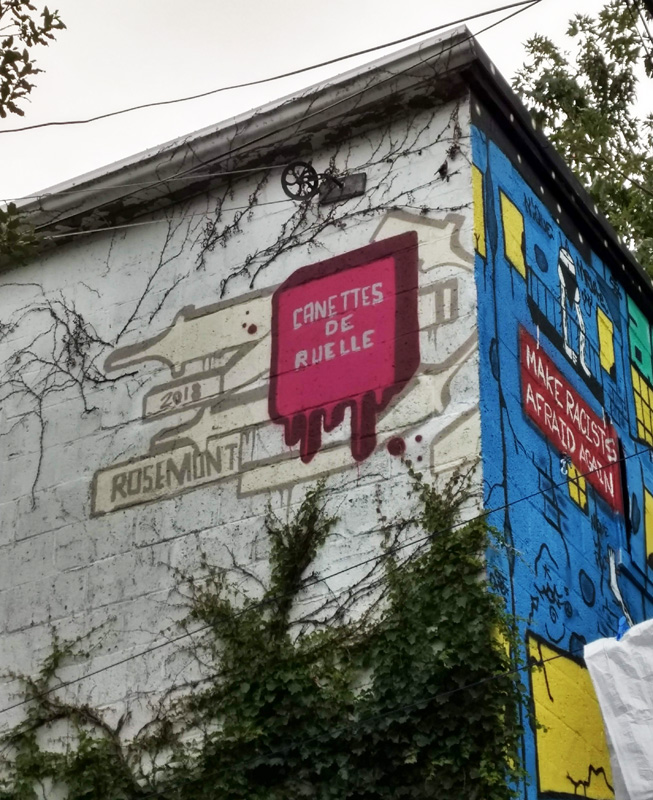 CANETTES
DE
RUELLE
2018
ROSEMONT
MAKE RACISTS
AFRAID AGAIN